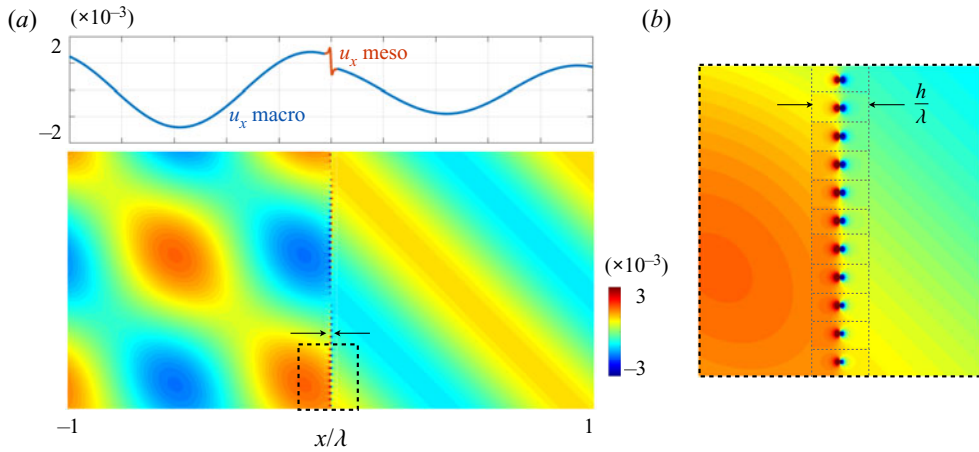 (a)
(×10⁻³)
(b)
2
−2
u_x meso
u_x macro
h/λ
(×10⁻³)
3
−3
−1
x/λ
1